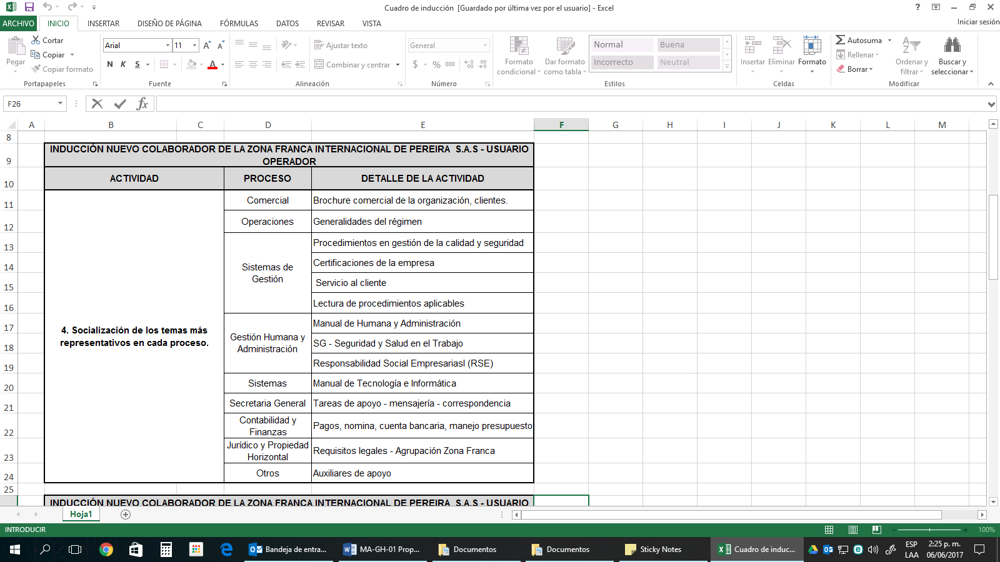 Cuadro de inducción  [Guardado por última vez por el usuario] - Excel
?
ARCHIVO INICIO INSERTAR DISEÑO DE PÁGINA FÓRMULAS DATOS REVISAR VISTA Iniciar sesión
Pegar
Cortar
Copiar
Copiar formato
Portapapeles
Arial 11
N K S
Fuente
Ajustar texto
Combinar y centrar
Alineación
General
$ % 000
Número
Formato condicional
Dar formato como tabla
Normal Buena
Incorrecto Neutral
Estilos
Insertar Eliminar Formato
Celdas
Autosuma
Rellenar
Borrar
Ordenar y filtrar
Buscar y seleccionar
Modificar
F26 fx
A B C D E F G H I J K L M
8
9 INDUCCIÓN NUEVO COLABORADOR DE LA ZONA FRANCA INTERNACIONAL DE PEREIRA  S.A.S - USUARIO
OPERADOR
10 ACTIVIDAD PROCESO DETALLE DE LA ACTIVIDAD
4. Socialización de los temas más
representativos en cada proceso.
11 Comercial Brochure comercial de la organización, clientes.
12 Operaciones Generalidades del régimen
Sistemas de
Gestión
13 Procedimientos en gestión de la calidad y seguridad
14 Certificaciones de la empresa
15 Servicio al cliente
16 Lectura de procedimientos aplicables
Gestión Humana y
Administración
17 Manual de Humana y Administración
18 SG - Seguridad y Salud en el Trabajo
19 Responsabilidad Social Empresariasl (RSE)
20 Sistemas Manual de Tecnología e Informática
21 Secretaria General Tareas de apoyo - mensajería - correspondencia
Contabilidad y
Finanzas
22 Pagos, nomina, cuenta bancaria, manejo presupuesto
Jurídico y Propiedad
Horizontal
23 Requisitos legales - Agrupación Zona Franca
24 Otros Auxiliares de apoyo
25
INDUCCIÓN NUEVO COLABORADOR DE LA ZONA FRANCA INTERNACIONAL DE PEREIRA  S.A.S - USUARIO
Hoja1
INTRODUCIR 100%
Bandeja de entra... MA-GH-01 Prop... Documentos Documentos Sticky Notes Cuadro de induc...
ESP
LAA
2:25 p. m.
06/06/2017